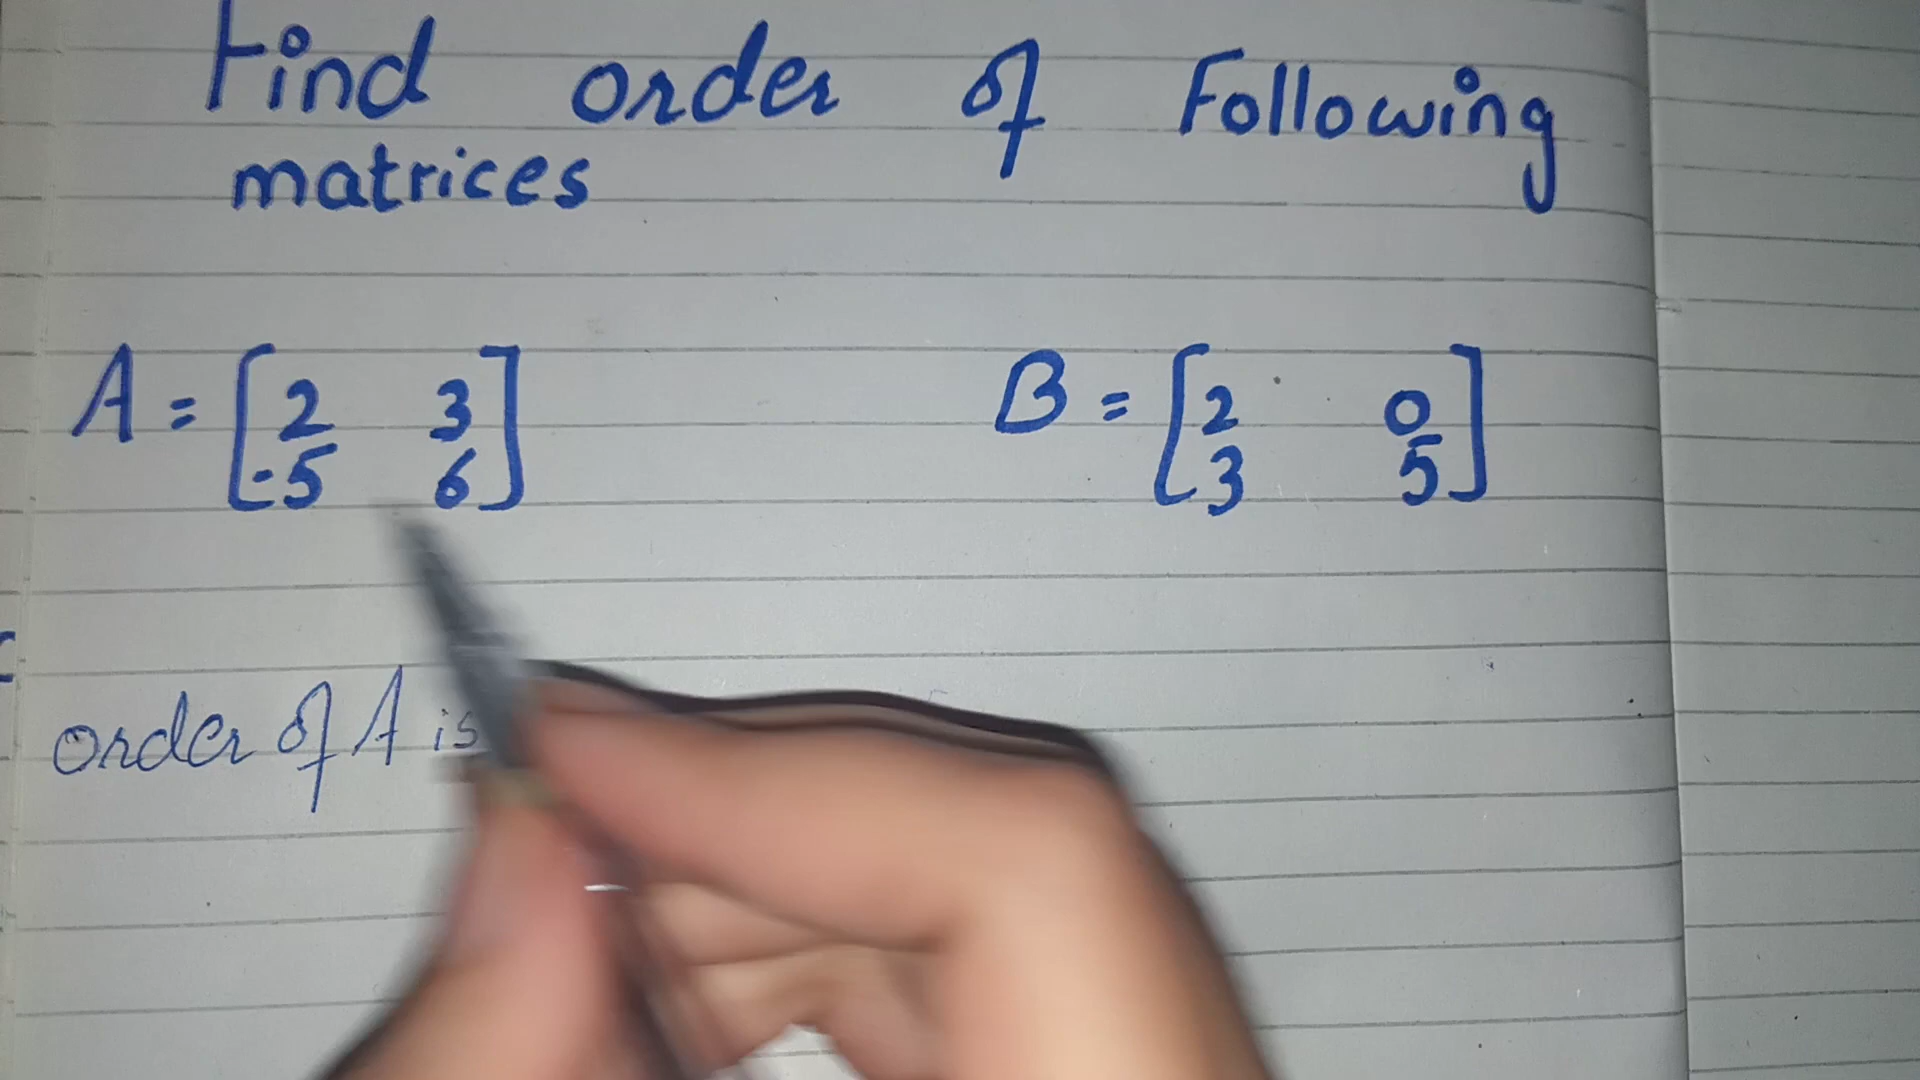 Find order of Following
matrices
A = [2 3
-5 6]
B = [2 0
3 5]
order of A is